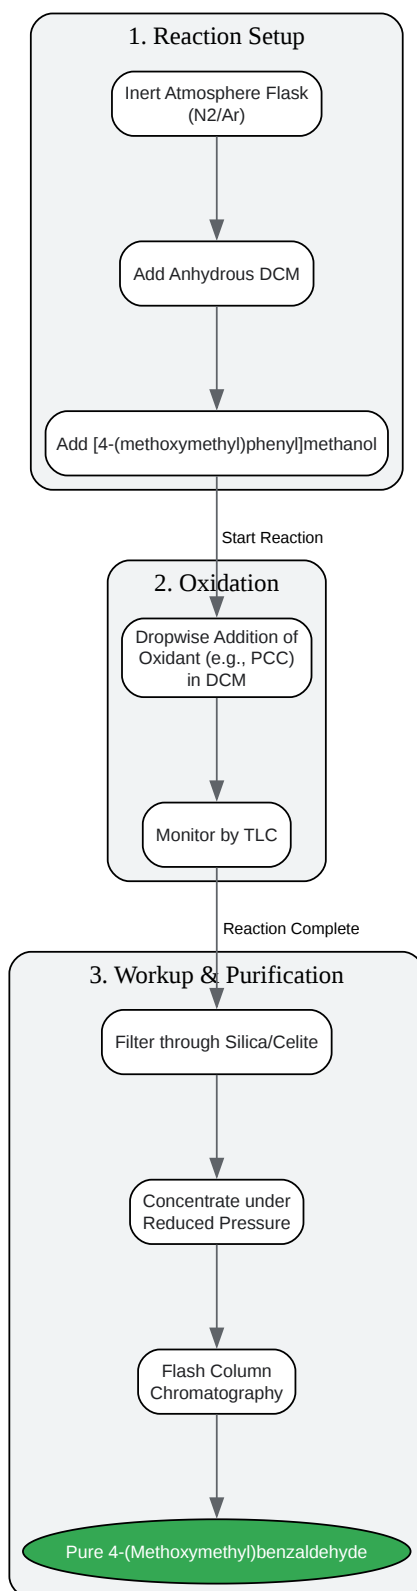 1. Reaction Setup
Inert Atmosphere Flask
(N2/Ar)
Add Anhydrous DCM
Add [4-(methoxymethyl)phenyl]methanol
Start Reaction
2. Oxidation
Dropwise Addition of
Oxidant (e.g., PCC)
in DCM
Monitor by TLC
Reaction Complete
3. Workup & Purification
Filter through Silica/Celite
Concentrate under
Reduced Pressure
Flash Column
Chromatography
Pure 4-(Methoxymethyl)benzaldehyde